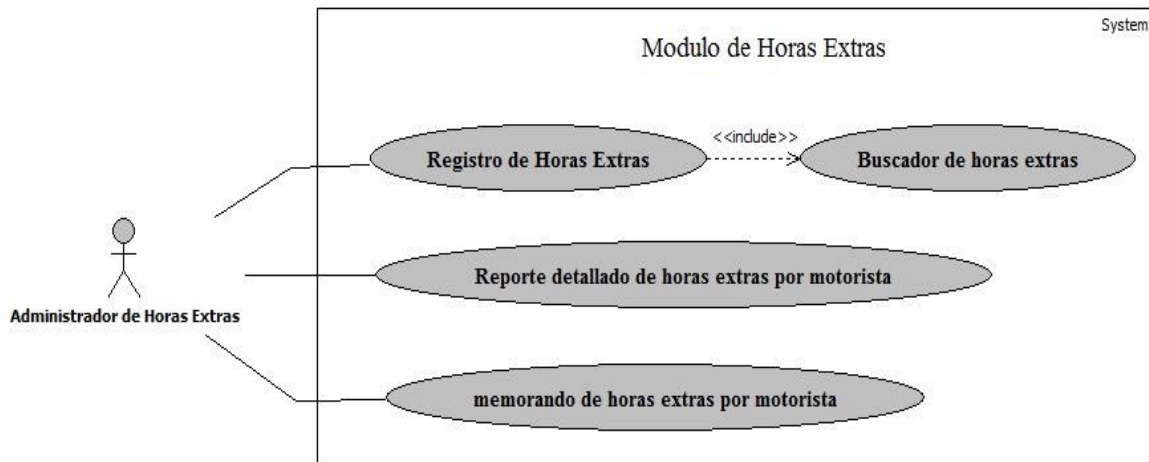 System
Modulo de Horas Extras
<<include>>
Registro de Horas Extras
Buscador de horas extras
Reporte detallado de horas extras por motorista
Administrador de Horas Extras
memorando de horas extras por motorista